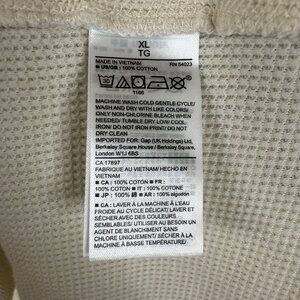 XL
TG
MADE IN VIETNAM RN 54023
■ US/GB : 100% COTTON
1166
MACHINE WASH COLD GENTLE CYCLE/
WASH AND DRY WITH LIKE COLORS/
ONLY NON-CHLORINE BLEACH WHEN
NEEDED/ TUMBLE DRY LOW/ COOL
IRON/ DO NOT IRON PRINT/ DO NOT
DRY CLEAN
IMPORTED FOR: Gap (UK Holdings) Ltd,
Berkeley Square House / Berkeley Square,
London W1J 6BS
CA 17897
FABRIQUE AU VIETNAM/ HECHO EN
VIETNAM
■ CA : 100% COTON ■ FR :
100% COTON ■ IT : 100% COTONE
■ JP : 100% 綿 ■ AR : 100% algodón
■ CA : LAVER À LA MACHINE À L'EAU
FROIDE AU CYCLE DÉLICAT/ LAVER ET
SÉCHER AVEC DES COULEURS
SEMBLABLES/ UTILISER AU BESOIN UN
AGENT DE BLANCHIMENT SANS
CHLORE/ SÉCHER À LA MACHINE
À BASSE TEMPÉRATURE/